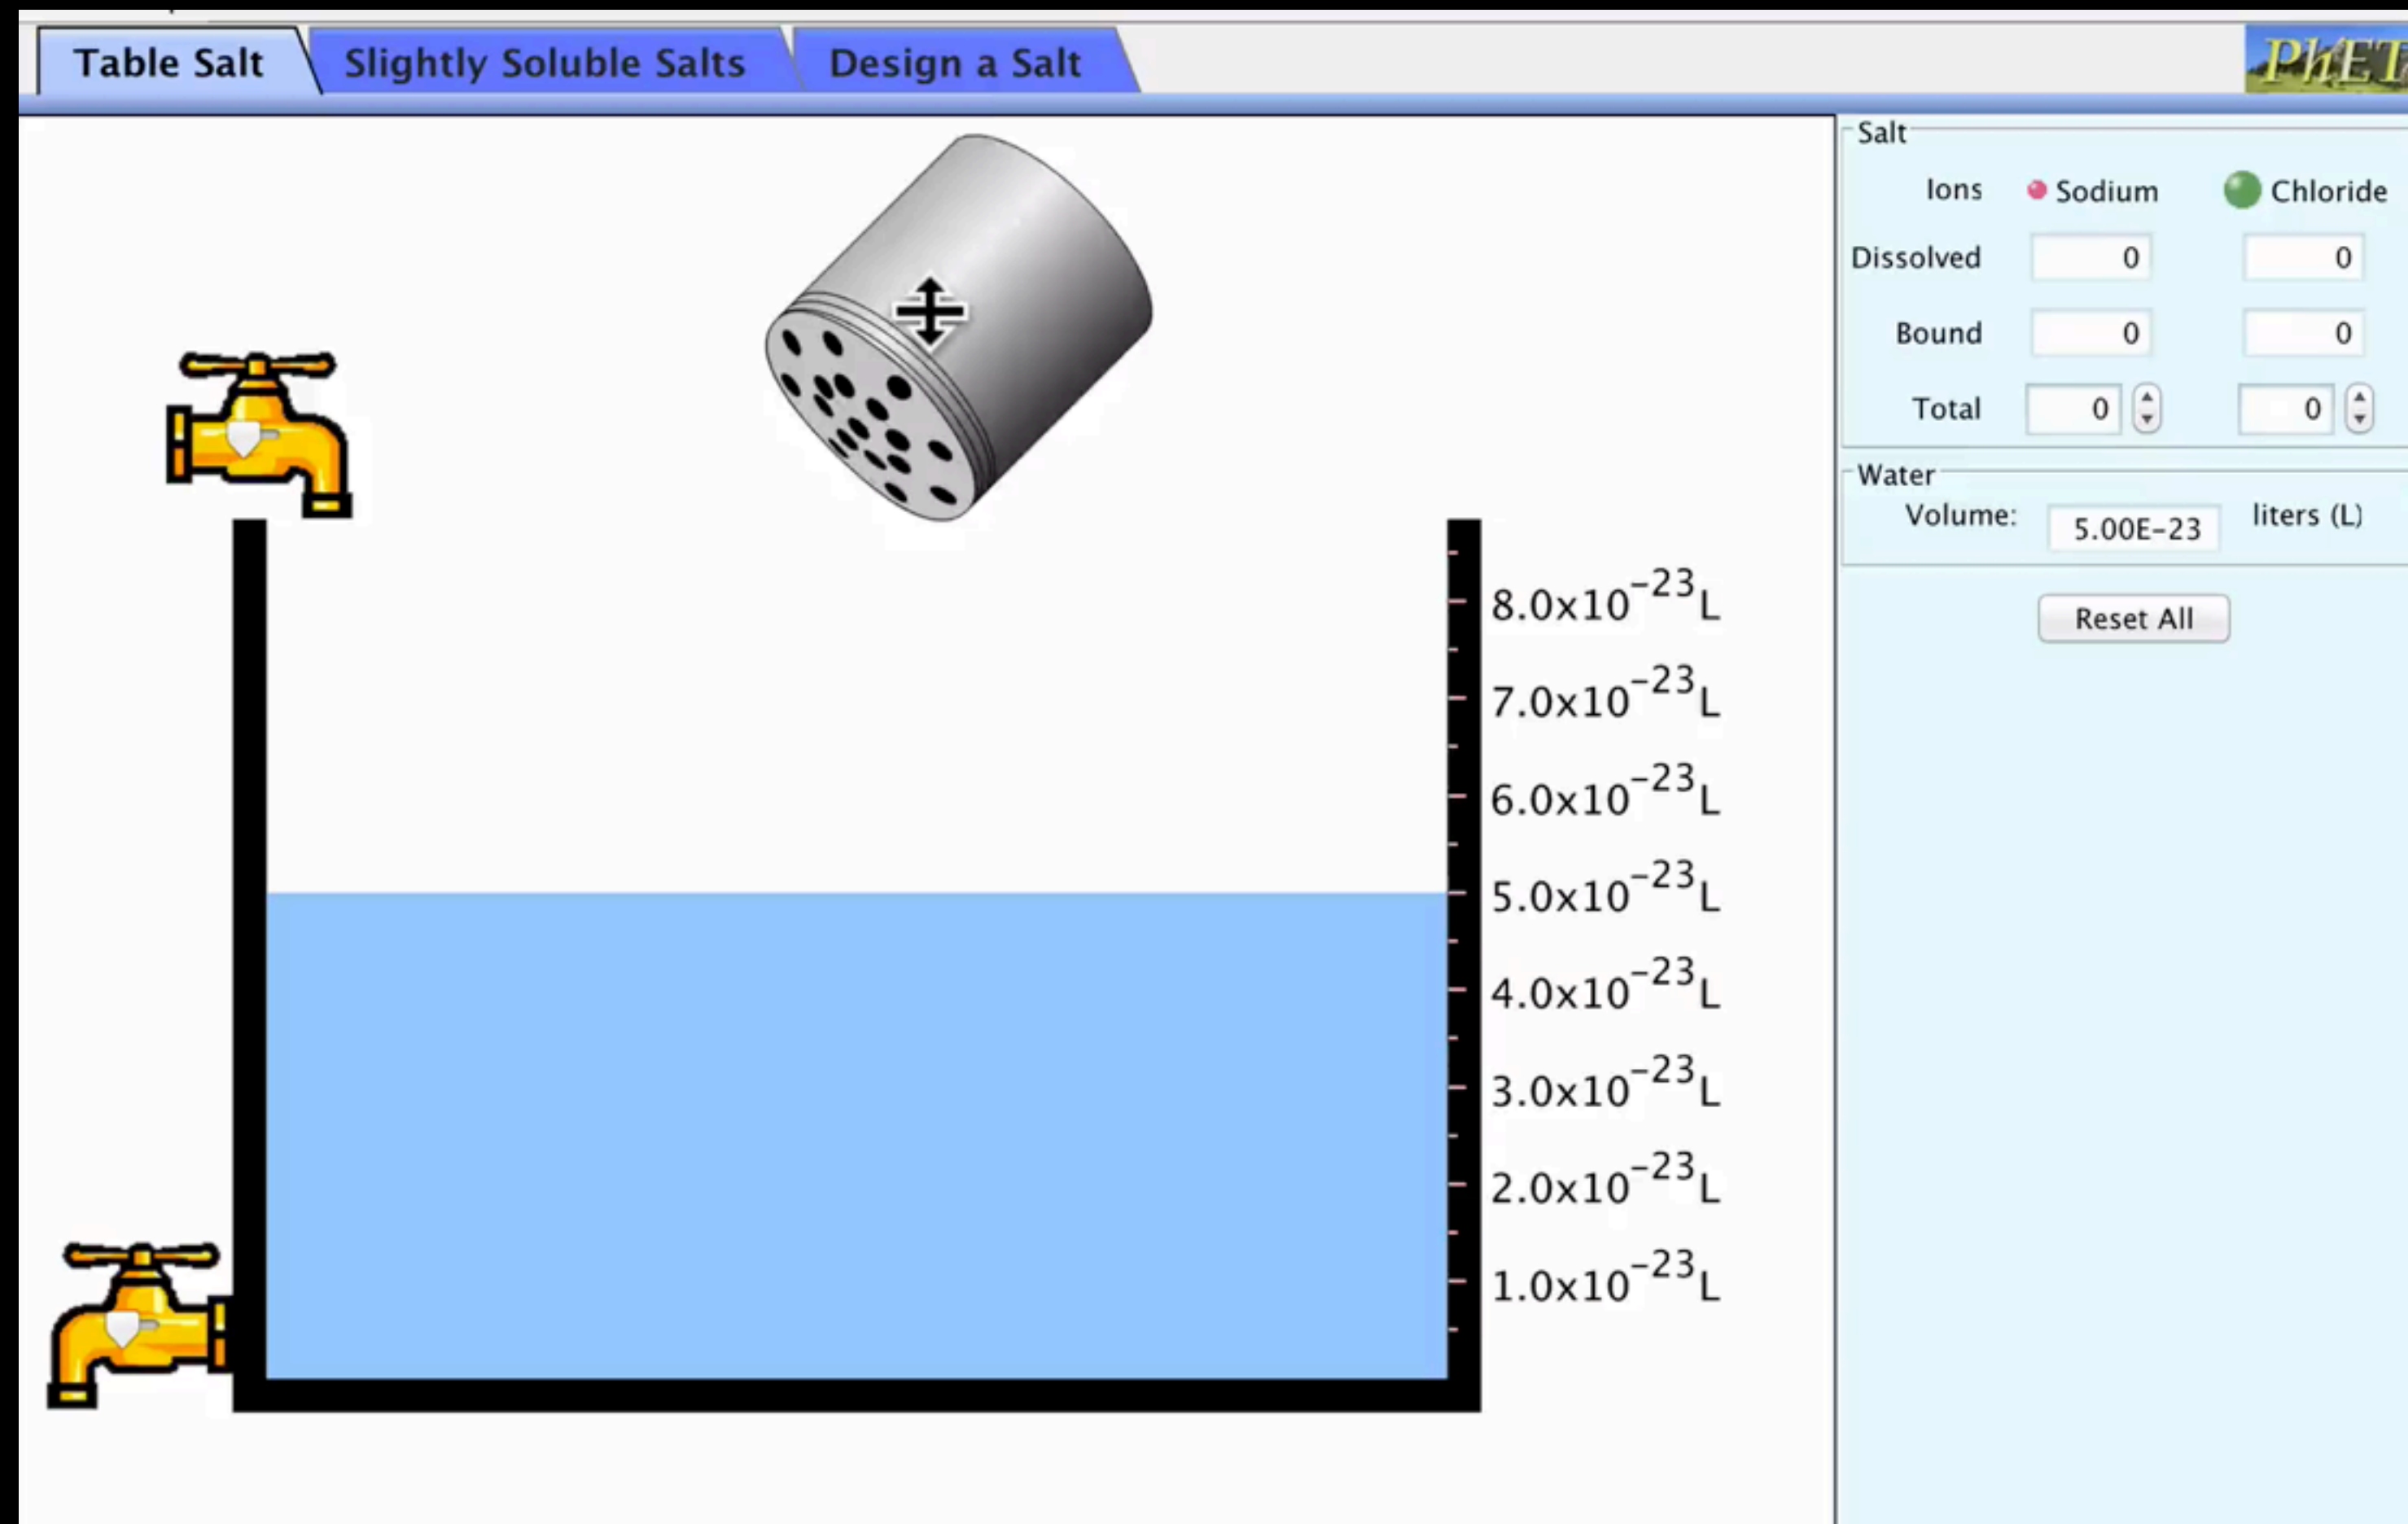 Table Salt
Slightly Soluble Salts
Design a Salt
PhET
Salt
Ions Sodium Chloride
Dissolved 0 0
Bound 0 0
Total 0 0
Water
Volume: 5.00E-23 liters (L)
Reset All
8.0x10⁻²³L
7.0x10⁻²³L
6.0x10⁻²³L
5.0x10⁻²³L
4.0x10⁻²³L
3.0x10⁻²³L
2.0x10⁻²³L
1.0x10⁻²³L